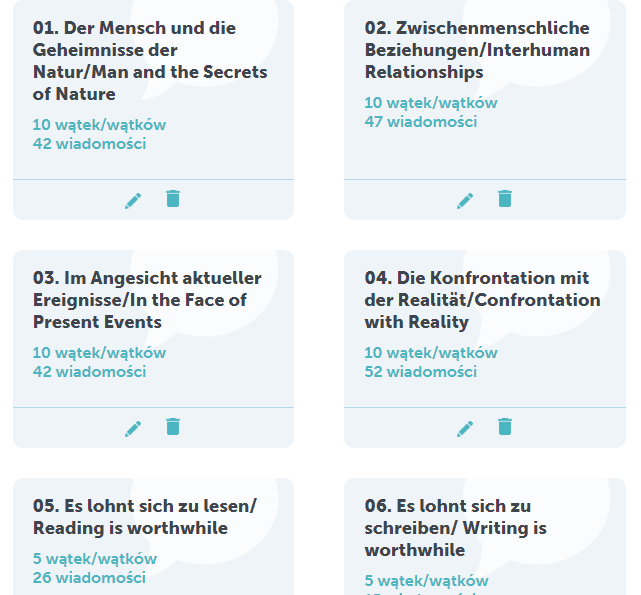 01. Der Mensch und die
Geheimnisse der
Natur/Man and the Secrets
of Nature
10 wątek/wątków
42 wiadomości
02. Zwischenmenschliche
Beziehungen/Interhuman
Relationships
10 wątek/wątków
47 wiadomości
03. Im Angesicht aktueller
Ereignisse/In the Face of
Present Events
10 wątek/wątków
42 wiadomości
04. Die Konfrontation mit
der Realität/Confrontation
with Reality
10 wątek/wątków
52 wiadomości
05. Es lohnt sich zu lesen/
Reading is worthwhile
5 wątek/wątków
26 wiadomości
06. Es lohnt sich zu
schreiben/ Writing is
worthwhile
5 wątek/wątków